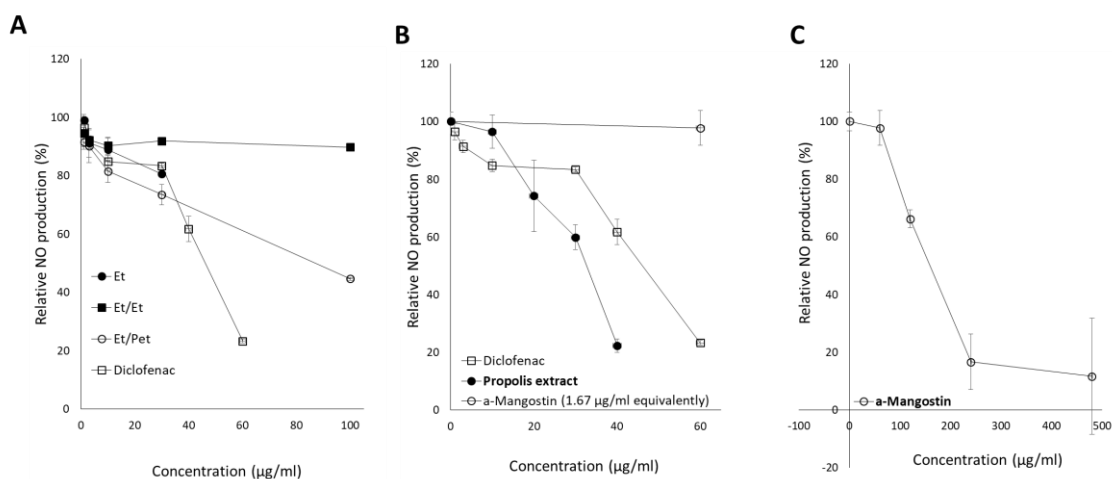 A
Relative NO production (%)
120
100
80
60
40
20
0
0
20
40
60
80
100
Et
Et/Et
Et/Pet
Diclofenac
Concentration (µg/ml)
B
Relative NO production (%)
120
100
80
60
40
20
0
0
20
40
60
Diclofenac
Propolis extract
a-Mangostin (1.67 µg/ml equivalently)
Concentration (µg/ml)
C
Relative NO production (%)
120
100
80
60
40
20
0
-20
-100
0
100
200
300
400
500
a-Mangostin
Concentration (µg/ml)